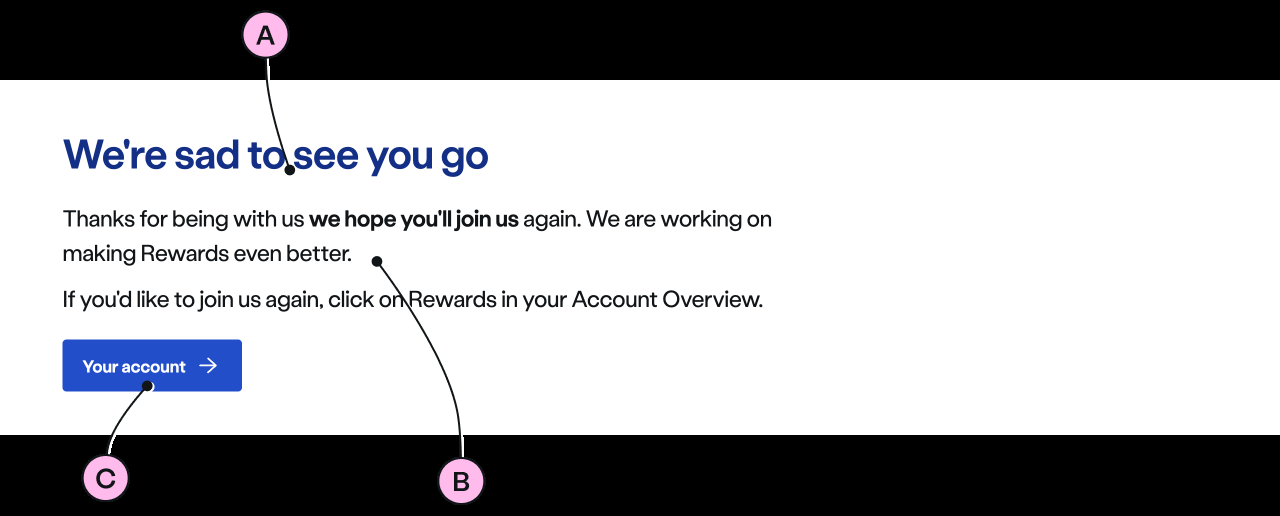 A
We're sad to see you go
Thanks for being with us we hope you'll join us again. We are working on
making Rewards even better.
If you'd like to join us again, click on Rewards in your Account Overview.
Your account
C
B